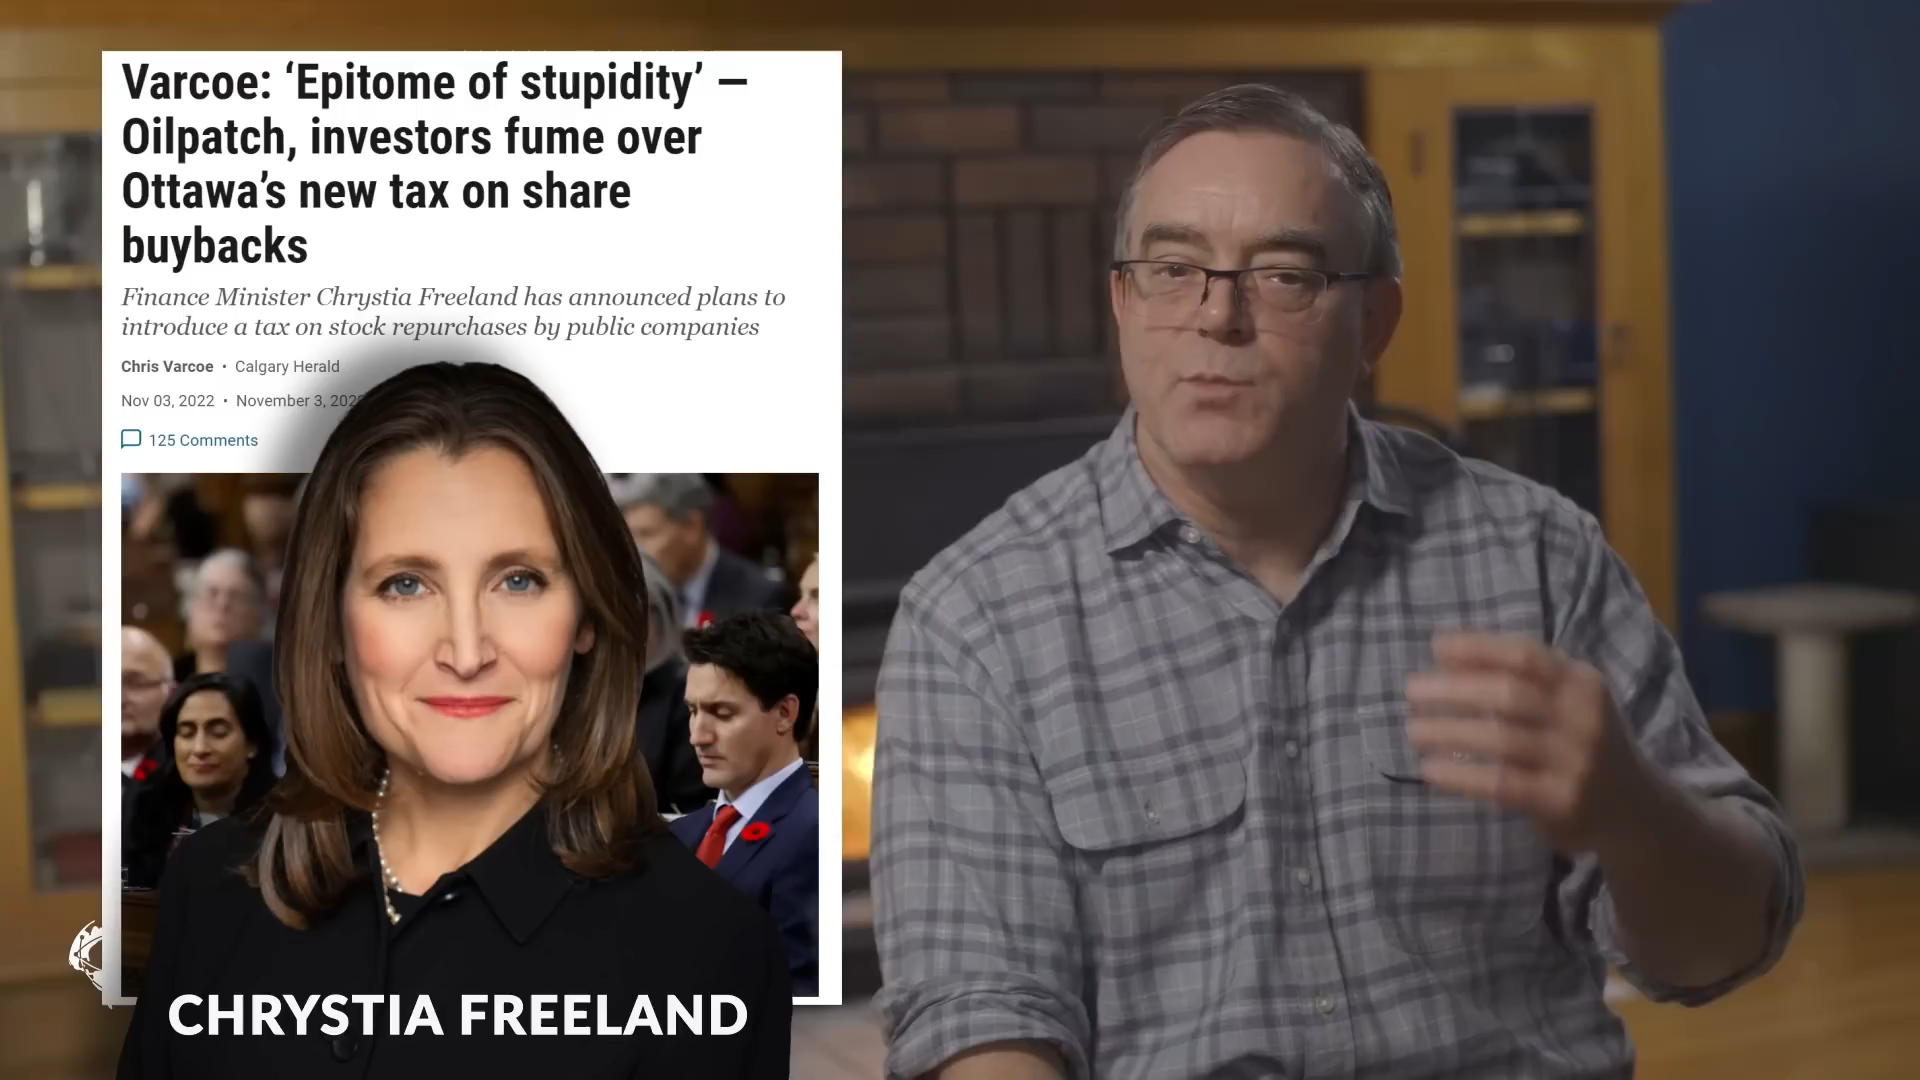 Varcoe: ‘Epitome of stupidity’ —
Oilpatch, investors fume over
Ottawa’s new tax on share
buybacks
Finance Minister Chrystia Freeland has announced plans to
introduce a tax on stock repurchases by public companies
Chris Varcoe • Calgary Herald
Nov 03, 2022 • November 3, 202
125 Comments
CHRYSTIA FREELAND